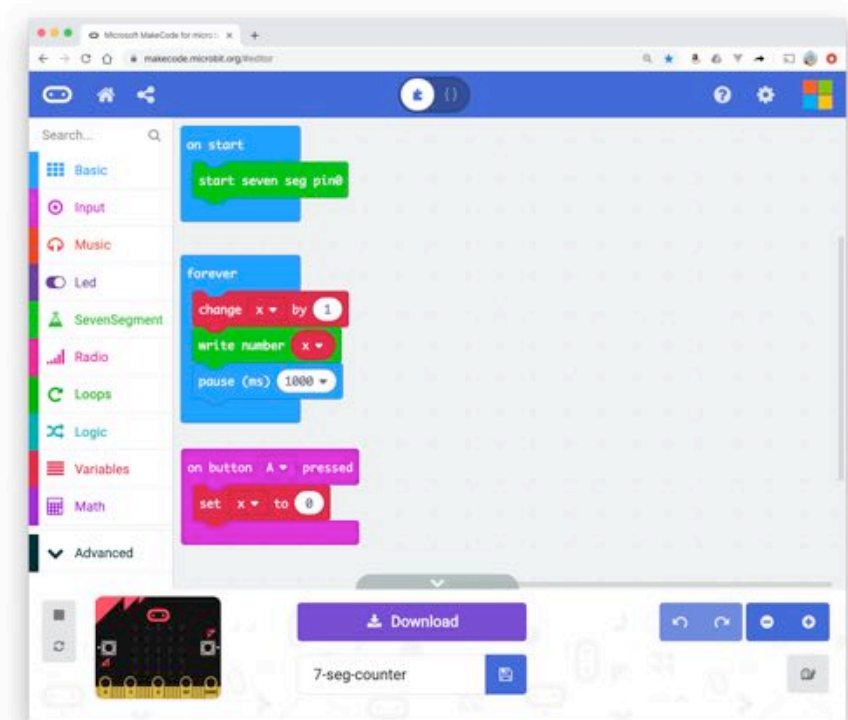 Microsoft MakeCode for micro:b
makecode.microbit.org/#editor
Search...
Basic
Input
Music
Led
SevenSegment
Radio
Loops
Logic
Variables
Math
Advanced
on start
start seven seg pin0
forever
change x by 1
write number x
pause (ms) 1000
on button A pressed
set x to 0
Download
7-seg-counter